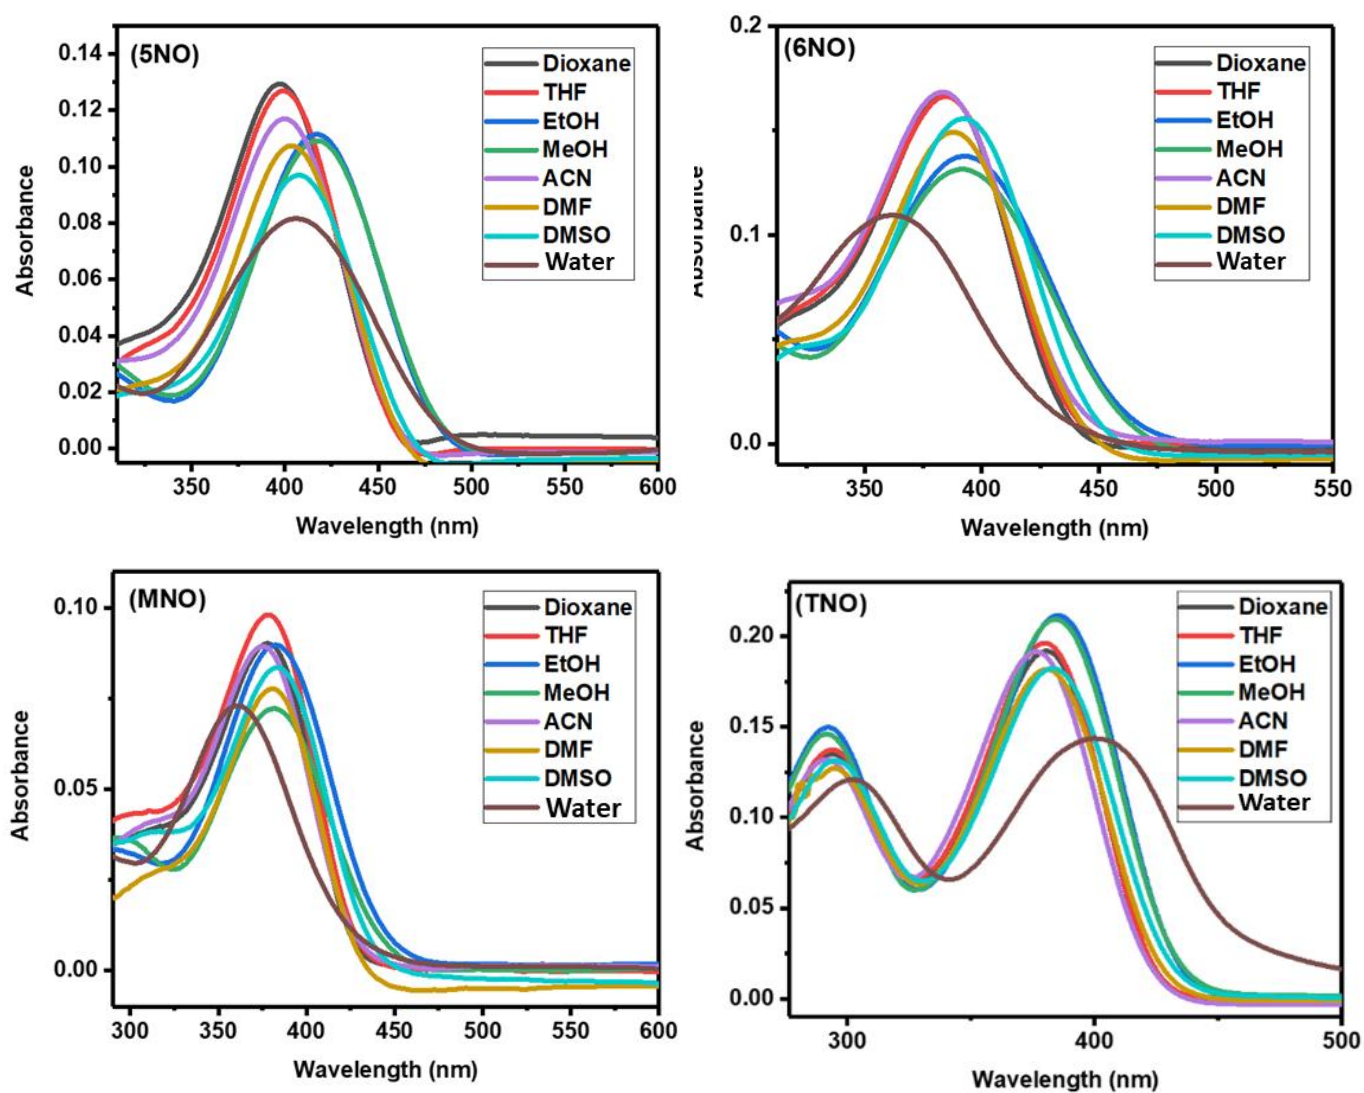 (5NO)
0.14
0.12
0.10
0.08
0.06
0.04
0.02
0.00
Absorbance
Dioxane
THF
EtOH
MeOH
ACN
DMF
DMSO
Water
350 400 450 500 550 600
Wavelength (nm)
(6NO)
0.2
0.1
0.0
Absorbance
Dioxane
THF
EtOH
MeOH
ACN
DMF
DMSO
Water
350 400 450 500 550
Wavelength (nm)
(MNO)
0.10
0.05
0.00
Absorbance
Dioxane
THF
EtOH
MeOH
ACN
DMF
DMSO
Water
300 350 400 450 500 550 600
Wavelength (nm)
(TNO)
0.20
0.15
0.10
0.05
0.00
Absorbance
Dioxane
THF
EtOH
MeOH
ACN
DMF
DMSO
Water
300 400 500
Wavelength (nm)